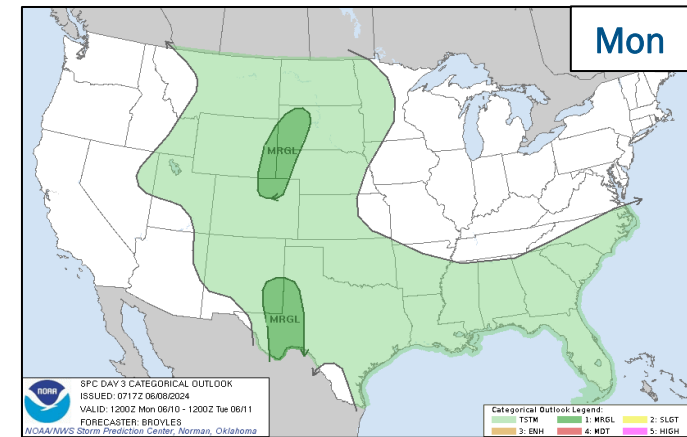 Mon
MRGL
MRGL
NOAA
SPC DAY 3 CATEGORICAL OUTLOOK
ISSUED: 0717Z 06/08/2024
VALID: 1200Z Mon 06/10 - 1200Z Tue 06/11
FORECASTER: BROYLES
NOAA/NWS Storm Prediction Center, Norman, Oklahoma
Categorical Outlook Legend:
TSTM 1: MRGL 2: SLGT
3: ENH 4: MDT 5: HIGH